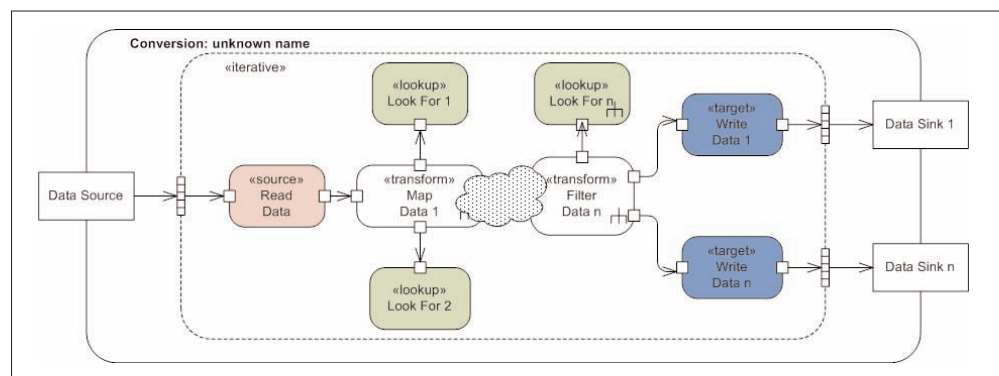 Conversion: unknown name
«iterative»
«lookup»
Look For 1
«lookup»
Look For n
«target»
Write
Data 1
Data Sink 1
Data Source
«source»
Read
Data
«transform»
Map
Data 1
«transform»
Filter
Data n
«target»
Write
Data n
Data Sink n
«lookup»
Look For 2